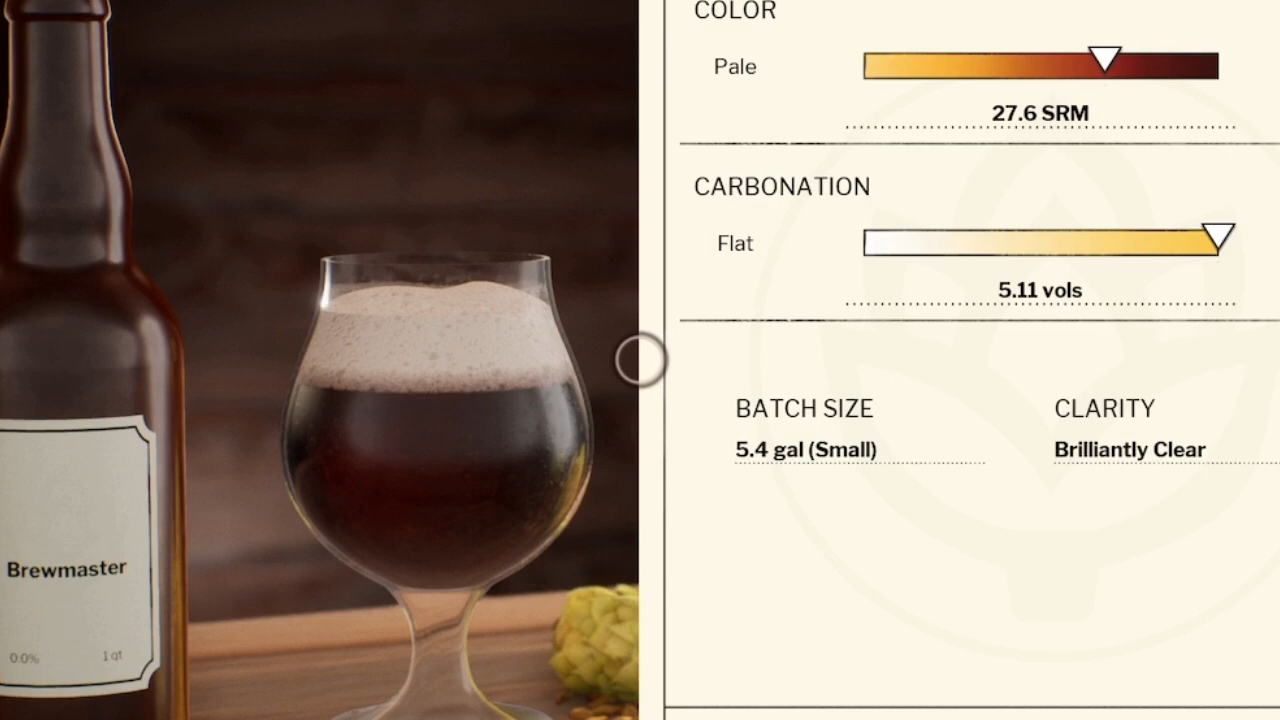 COLOR
Pale
27.6 SRM
CARBONATION
Flat
5.11 vols
BATCH SIZE
CLARITY
5.4 gal (Small)
Brilliantly Clear
Brewmaster
0.0%
1 qt